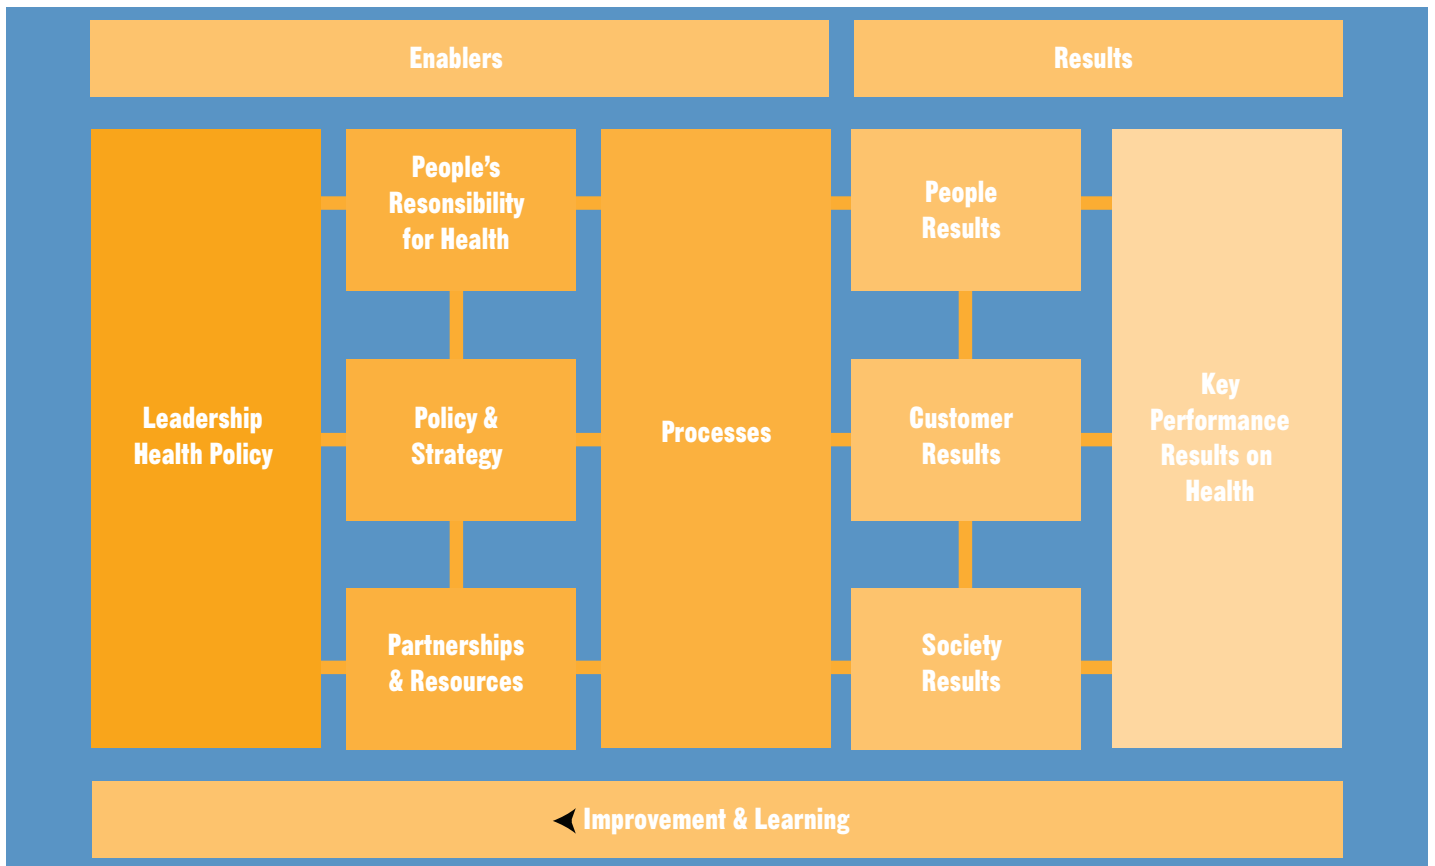 Enablers
Results
Leadership
Health Policy
People’s
Resonsibility
for Health
Policy &
Strategy
Partnerships
& Resources
Processes
People
Results
Customer
Results
Society
Results
Key
Performance
Results on
Health
Improvement & Learning